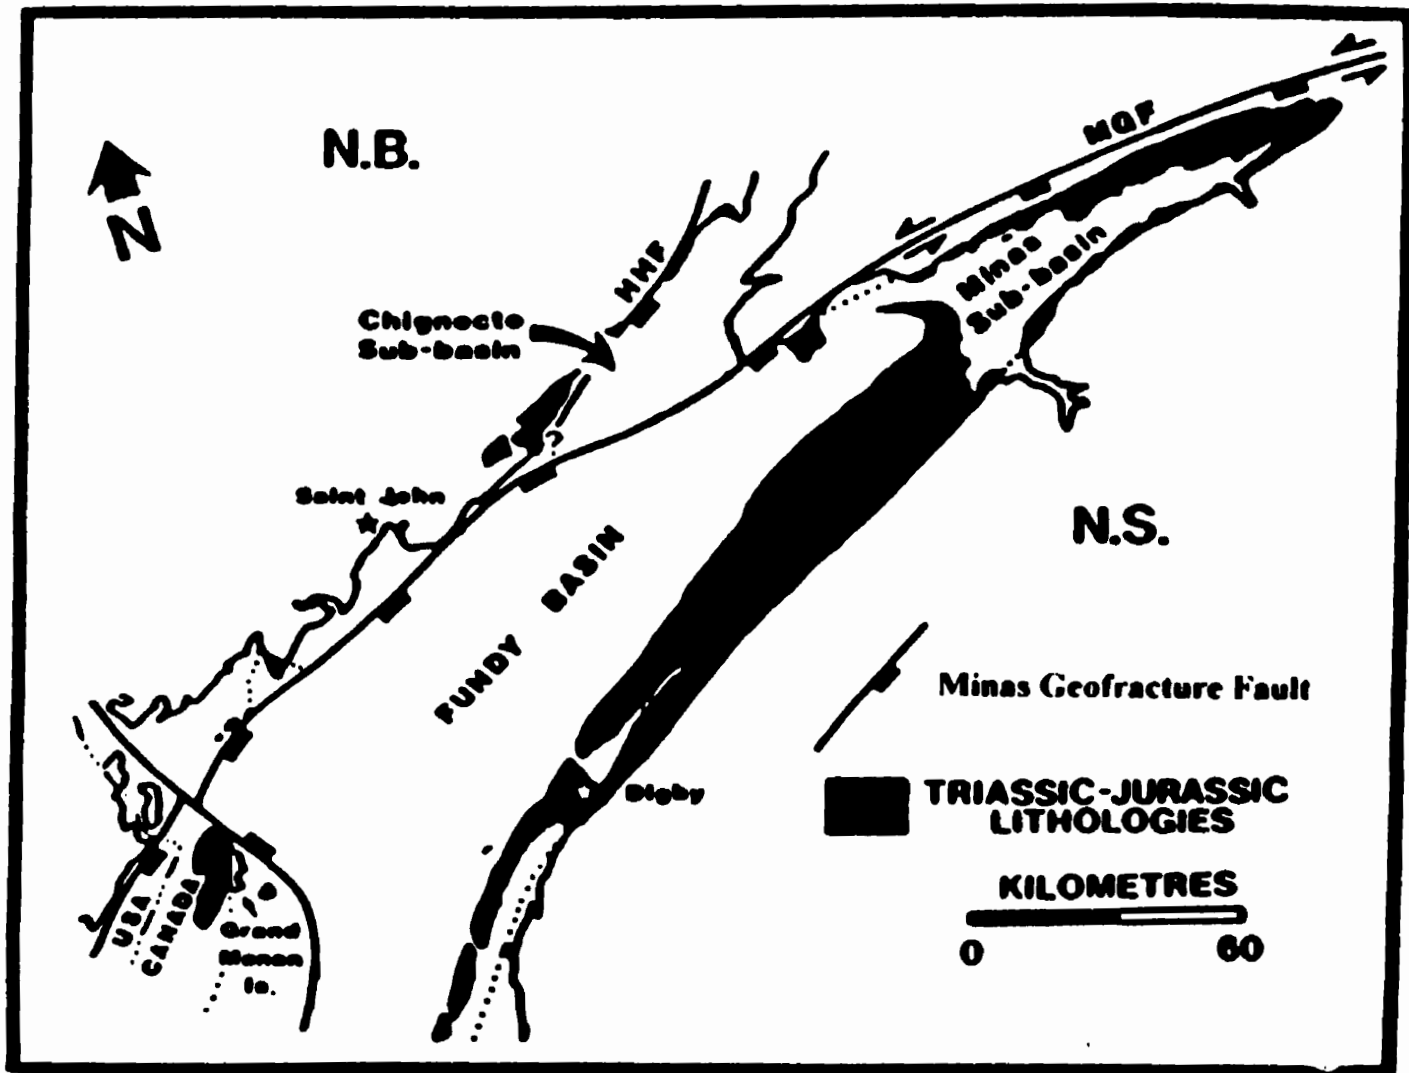 N.B.
MGF
N
HMF
Chignecto
Sub-basin
Minas
Sub-basin
?
Saint John
N.S.
FUNDY BASIN
Minas Geofracture Fault
?
Digby
TRIASSIC-JURASSIC
LITHOLOGIES
KILOMETRES
0 60
USA
CANADA
Grand
Manan
Is.